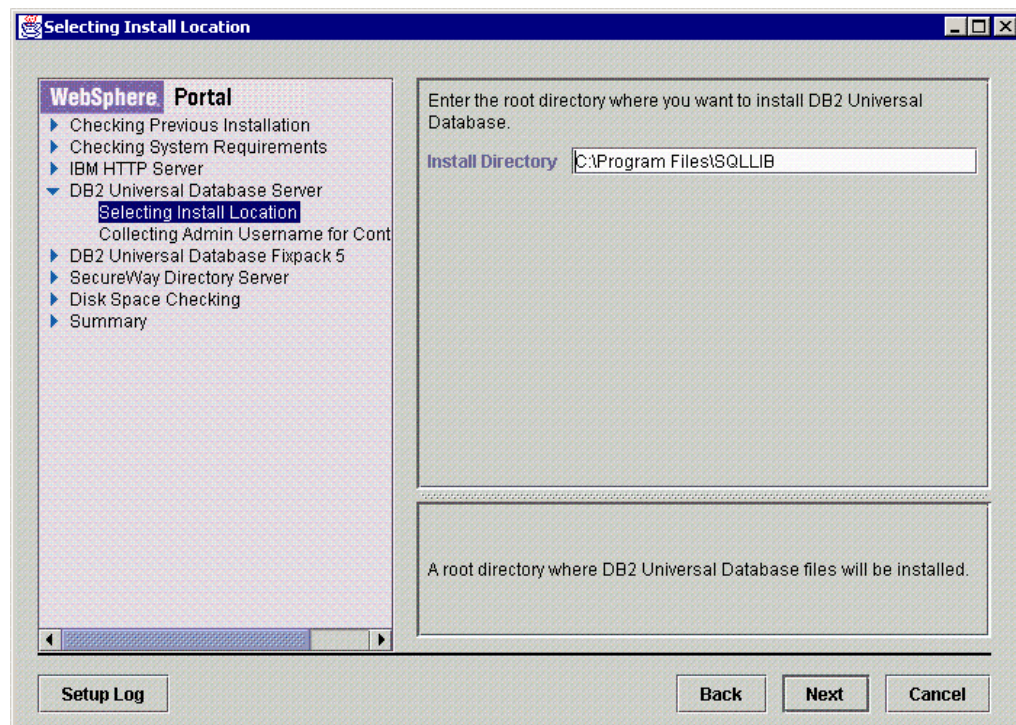 Selecting Install Location
WebSphere Portal
Checking Previous Installation
Checking System Requirements
IBM HTTP Server
DB2 Universal Database Server
Selecting Install Location
Collecting Admin Username for Cont
DB2 Universal Database Fixpack 5
SecureWay Directory Server
Disk Space Checking
Summary
Enter the root directory where you want to install DB2 Universal
Database.
Install Directory C:\Program Files\SQLLIB
A root directory where DB2 Universal Database files will be installed.
Setup Log Back Next Cancel